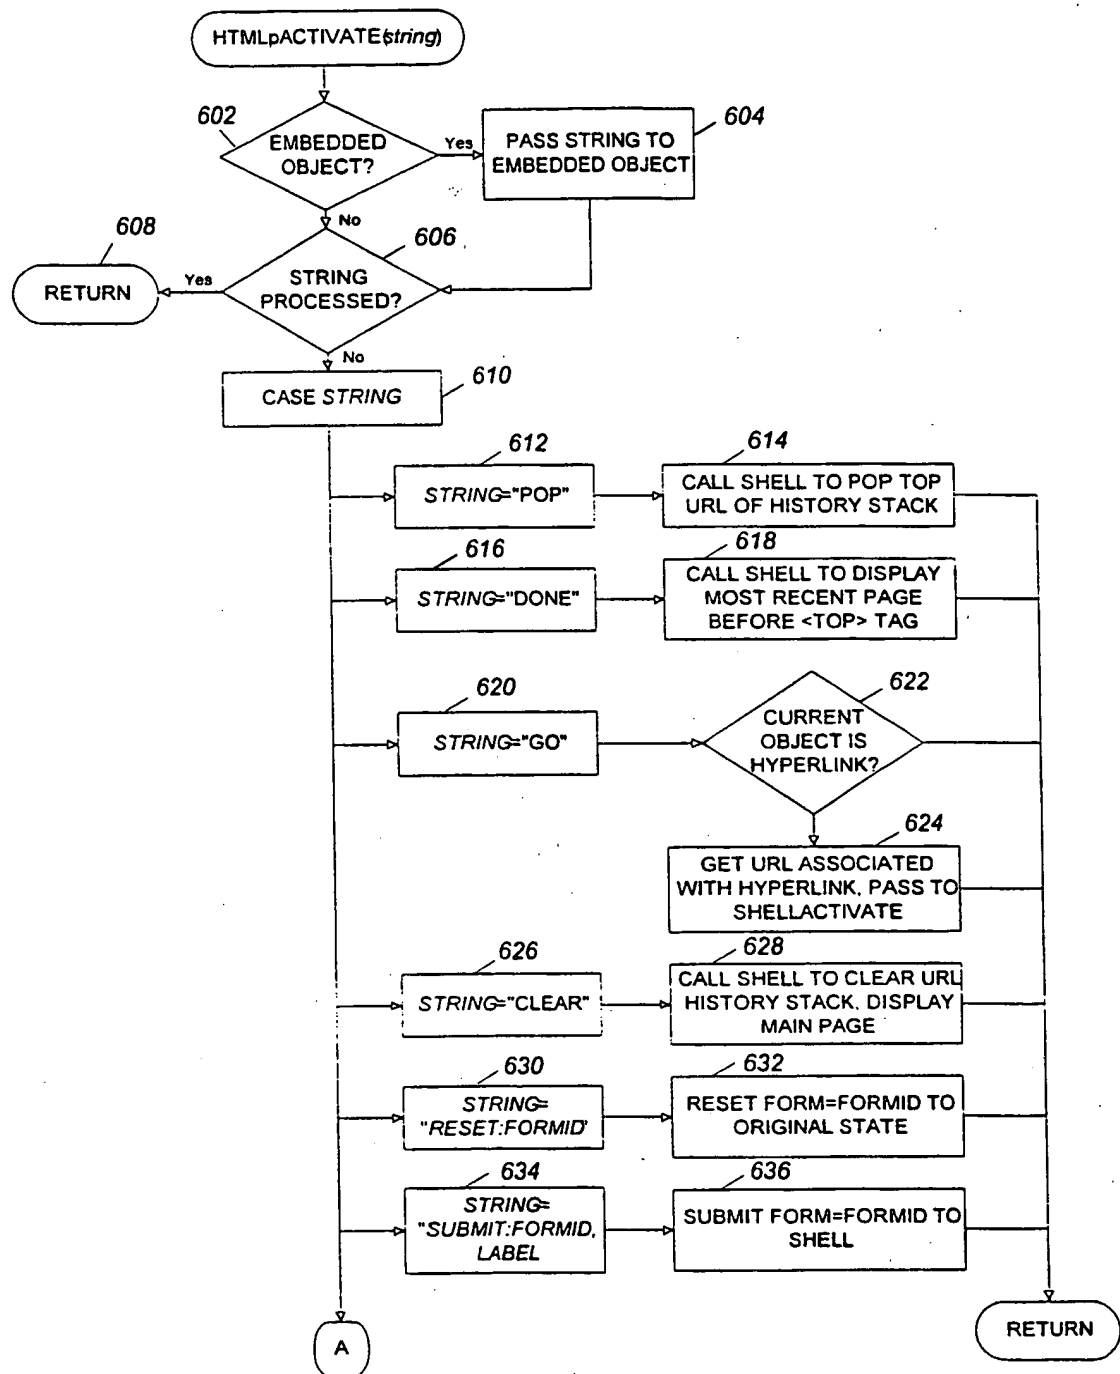 HTMLpACTIVATE(string)
602
EMBEDDED
OBJECT?
Yes
604
PASS STRING TO
EMBEDDED OBJECT
No
608
RETURN
Yes
606
STRING
PROCESSED?
No
610
CASE STRING
612
STRING="POP"
614
CALL SHELL TO POP TOP
URL OF HISTORY STACK
616
STRING="DONE"
618
CALL SHELL TO DISPLAY
MOST RECENT PAGE
BEFORE <TOP> TAG
620
STRING="GO"
622
CURRENT
OBJECT IS
HYPERLINK?
624
GET URL ASSOCIATED
WITH HYPERLINK, PASS TO
SHELLACTIVATE
626
STRING="CLEAR"
628
CALL SHELL TO CLEAR URL
HISTORY STACK, DISPLAY
MAIN PAGE
630
STRING=
"RESET:FORMID'
632
RESET FORM=FORMID TO
ORIGINAL STATE
634
STRING=
"SUBMIT:FORMID,
LABEL
636
SUBMIT FORM=FORMID TO
SHELL
A
RETURN